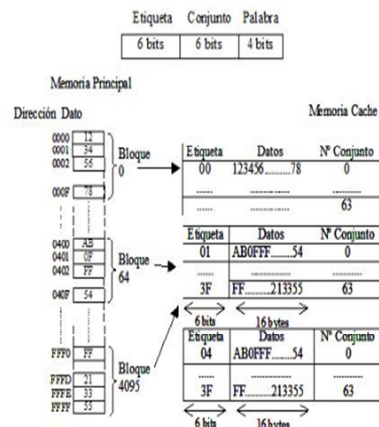 Etiqueta Conjunto Palabra
6 bits 6 bits 4 bits
Memoria Principal
Dirección Dato
Memoria Cache
0000 12
0001 34
0002 56
000F 78
Bloque 0
0400 AB
0401 0F
0402 FF
040F 54
Bloque 64
FFF0 FF
FFFD 21
FFFE 33
FFFF 55
Bloque 4095
Etiqueta Datos Nº Conjunto
00 123456..........78 0
...... .................. ......
63
Etiqueta Datos Nº Conjunto
01 AB0FFF.........54 0
...... .................. ......
3F FF.........213355 63
6 bits 16 bytes
Etiqueta Datos Nº Conjunto
04 AB0FFF.........54 0
...... .................. ......
3F FF.........213355 63
6 bits 16 bytes